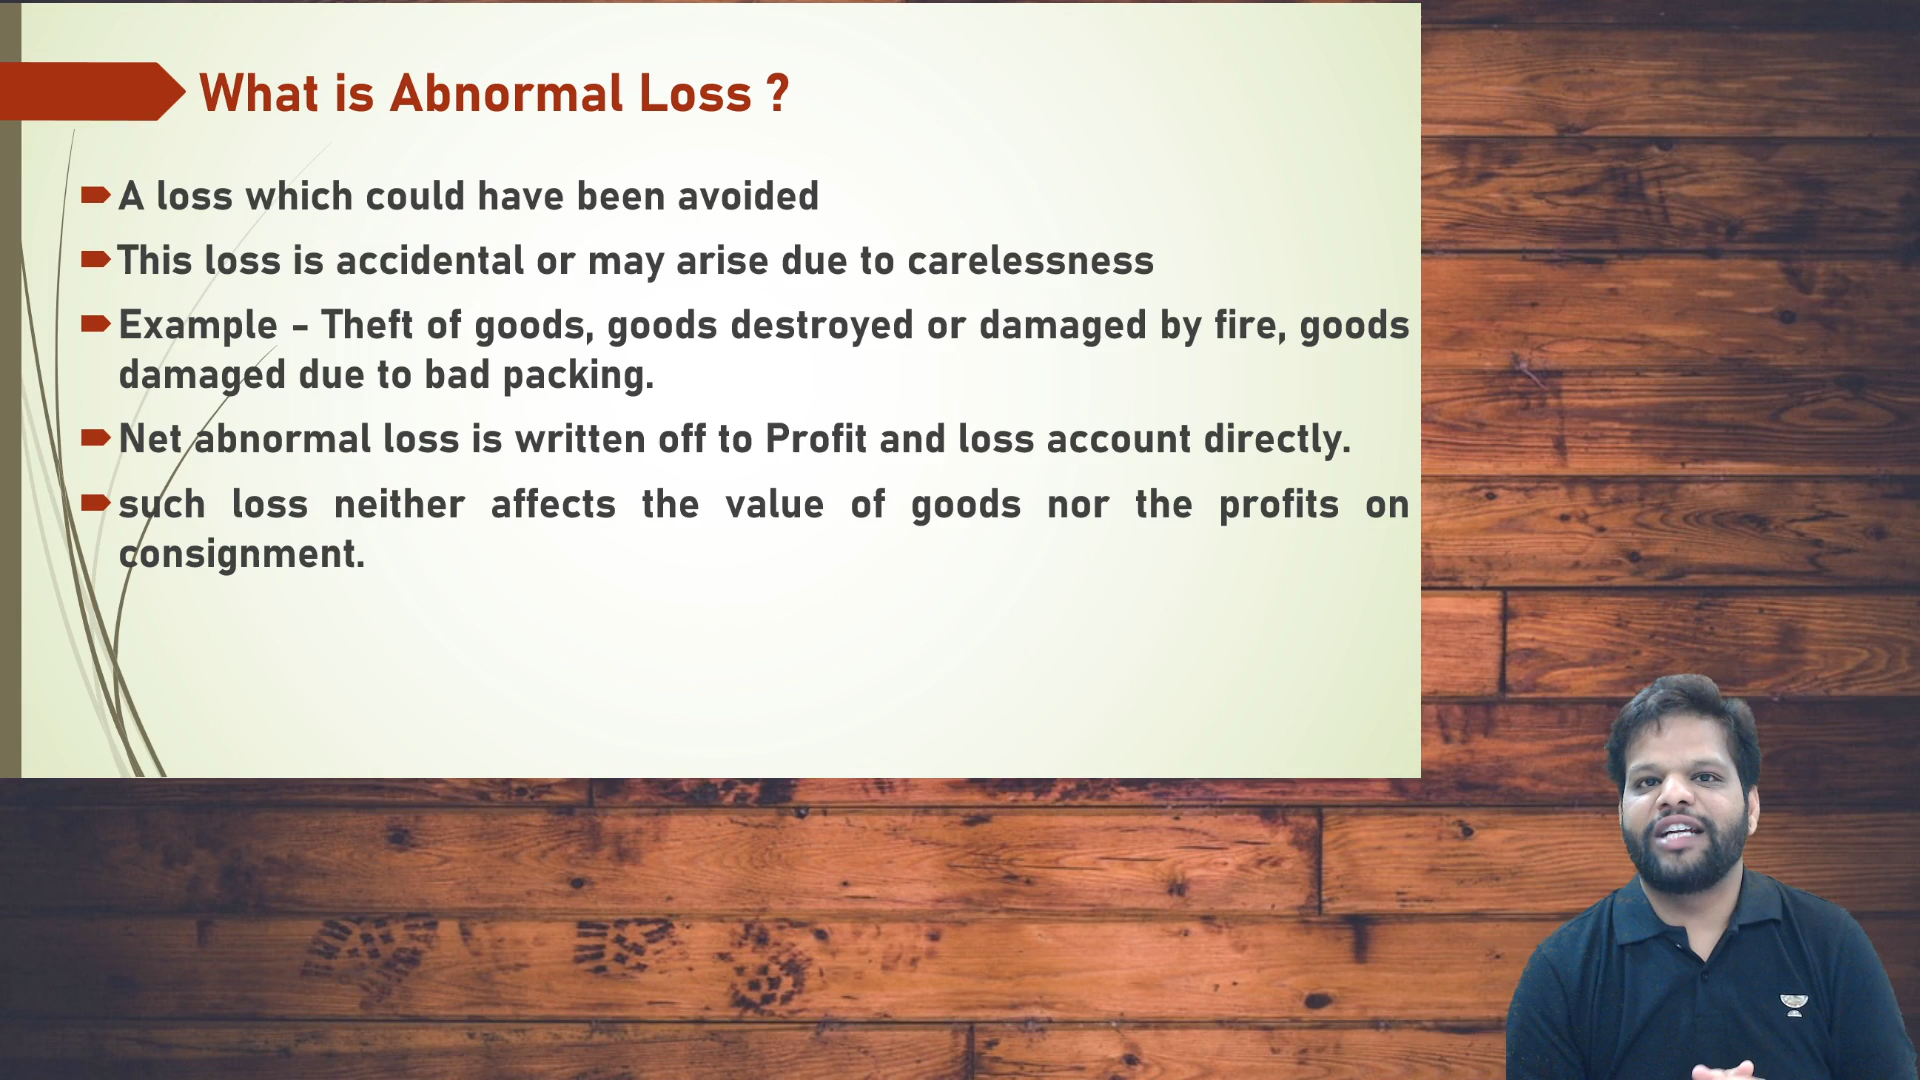 What is Abnormal Loss ?
A loss which could have been avoided
This loss is accidental or may arise due to carelessness
Example - Theft of goods, goods destroyed or damaged by fire, goods
damaged due to bad packing.
Net abnormal loss is written off to Profit and loss account directly.
such loss neither affects the value of goods nor the profits on
consignment.